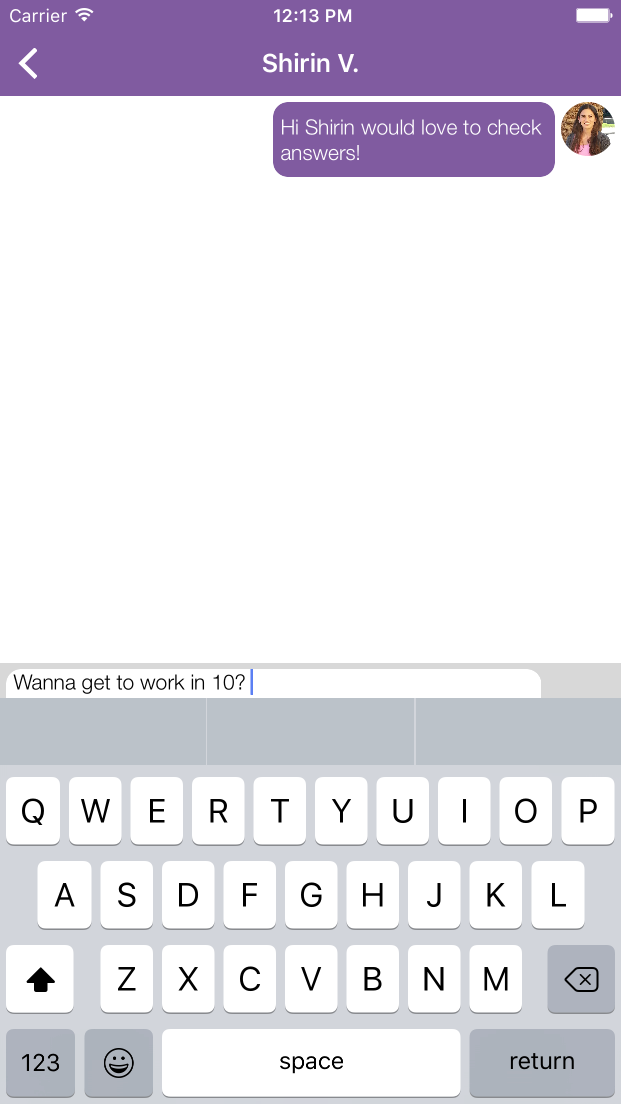 Carrier 12:13 PM
Shirin V.
Hi Shirin would love to check
answers!
Wanna get to work in 10?
Q W E R T Y U I O P
A S D F G H J K L
Z X C V B N M
123 space return